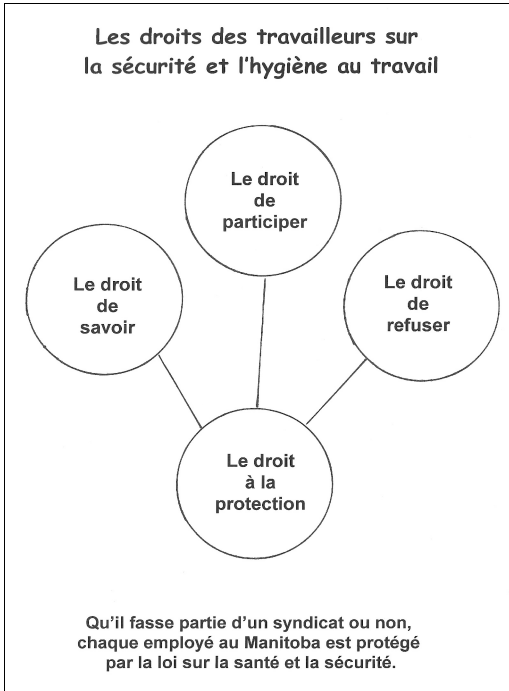 Les droits des travailleurs sur
la sécurité et l'hygiène au travail
Le droit
de
participer
Le droit
de
savoir
Le droit
de
refuser
Le droit
à la
protection
Qu'il fasse partie d'un syndicat ou non,
chaque employé au Manitoba est protégé
par la loi sur la santé et la sécurité.